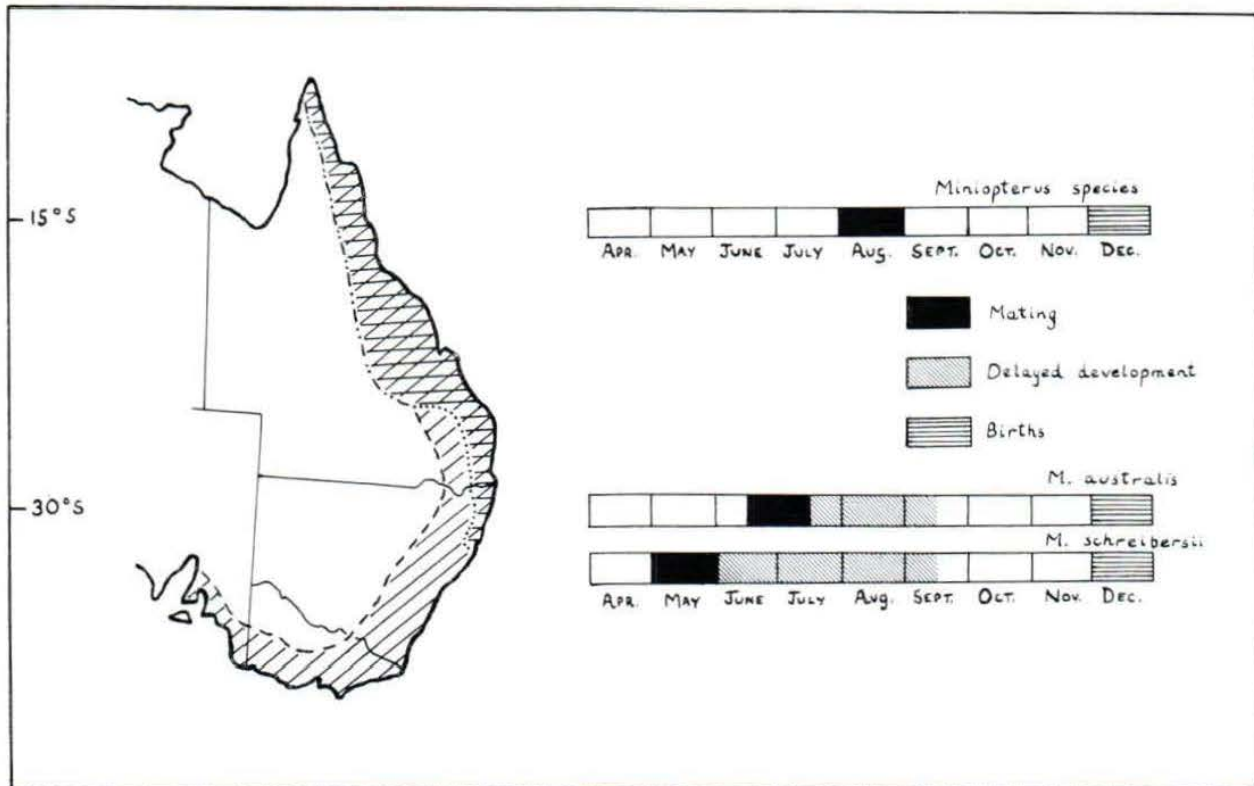 15°S
30°S
Miniopterus species
APR. MAY JUNE JULY AUG. SEPT. OCT. NOV. DEC.
Mating
Delayed development
Births
M. australis
M. schreibersii
APR. MAY JUNE JULY AUG. SEPT. OCT. NOV. DEC.